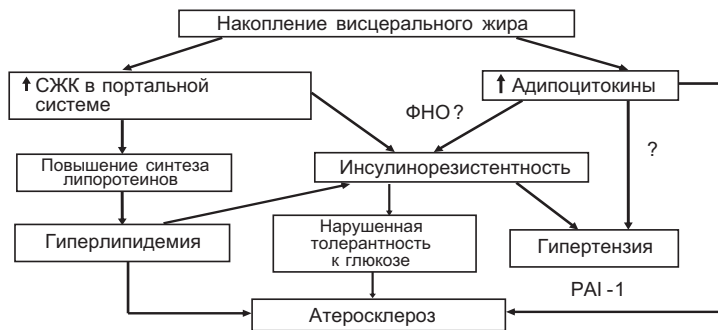 Накопление висцерального жира
↑ СЖК в портальной
системе
↑ Адипоцитокины
ФНО ?
?
Повышение синтеза
липоротеинов
Инсулинорезистентность
Гиперлипидемия
Нарушенная
толерантность
к глюкозе
Гипертензия
PAI -1
Атеросклероз